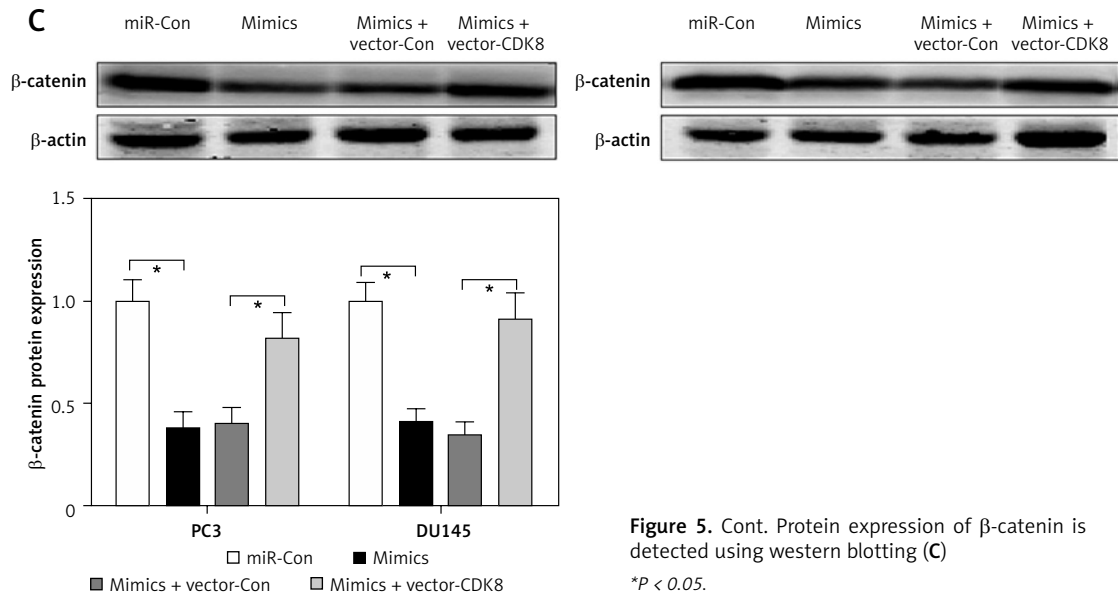 C
miR-Con Mimics Mimics + vector-Con Mimics + vector-CDK8
β-catenin
β-actin
miR-Con Mimics Mimics + vector-Con Mimics + vector-CDK8
β-catenin
β-actin
β-catenin protein expression
1.5
1.0
0.5
0
* * * *
PC3 DU145
miR-Con Mimics
Mimics + vector-Con Mimics + vector-CDK8
Figure 5. Cont. Protein expression of β-catenin is
detected using western blotting (C)
*P < 0.05.